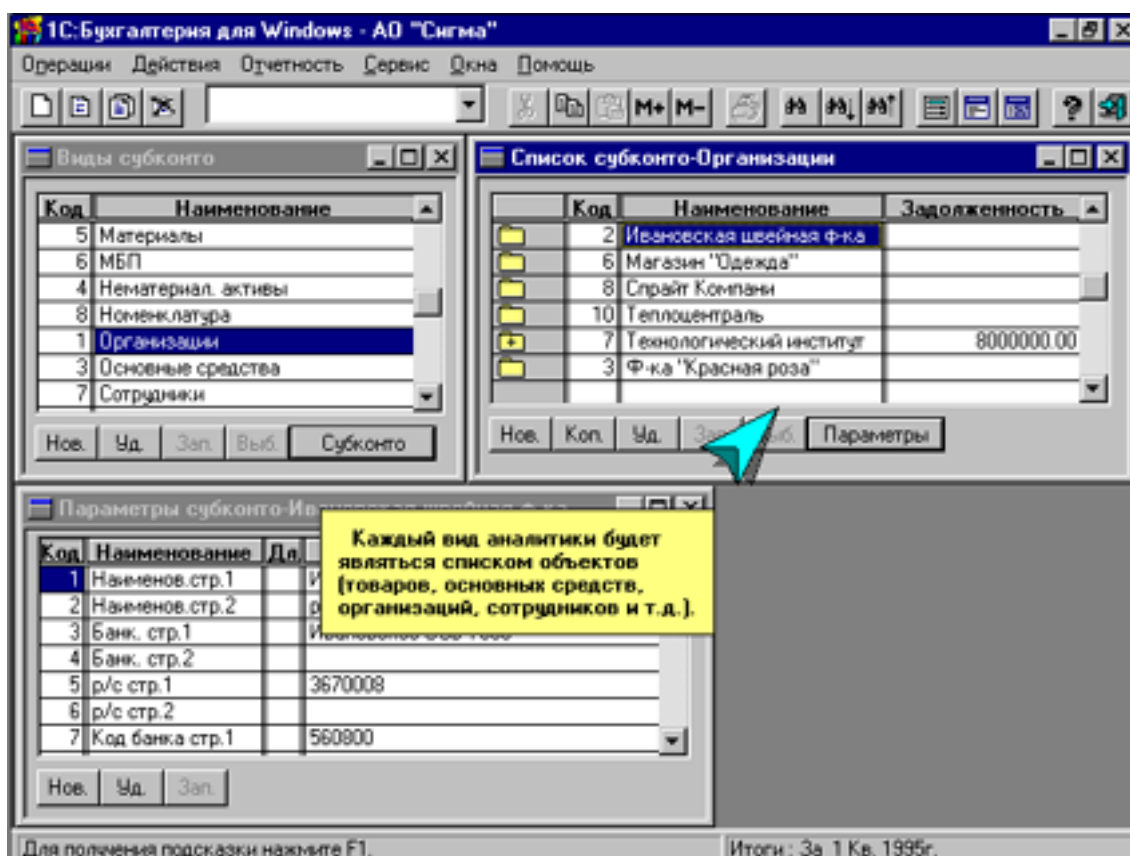 1С:Бухгалтерия для Windows - АО "Сигма"
Операции Действия Отчетность Сервис Окна Помощь
M+ M- ?
Виды субконто
Код Наименование
5 Материалы
6 МБП
4 Нематериал. активы
8 Номенклатура
1 Организации
3 Основные средства
7 Сотрудники
Нов. Уд. Зап. Выб. Субконто
Список субконто-Организации
Код Наименование Задолженность
2 Ивановская швейная ф-ка
6 Магазин "Одежда"
8 Спрайт Компани
10 Теплоцентраль
7 Технологический институт 8000000.00
3 Ф-ка "Красная роза"
Нов. Коп. Уд. Параметры
Параметры субконто-Ивановская швейная ф-ка
Код Наименование Дл.
1 Наименов.стр.1
2 Наименов.стр.2
3 Банк. стр.1
4 Банк. стр.2
5 р/с стр.1 3670008
6 р/с стр.2
7 Код банка стр.1 560800
Нов. Уд. Зап.
Каждый вид аналитики будет
являться списком объектов
(товаров, основных средств,
организаций, сотрудников и т.д.).
Для получения подсказки нажмите F1.
Итоги : За 1 Кв. 1995г.